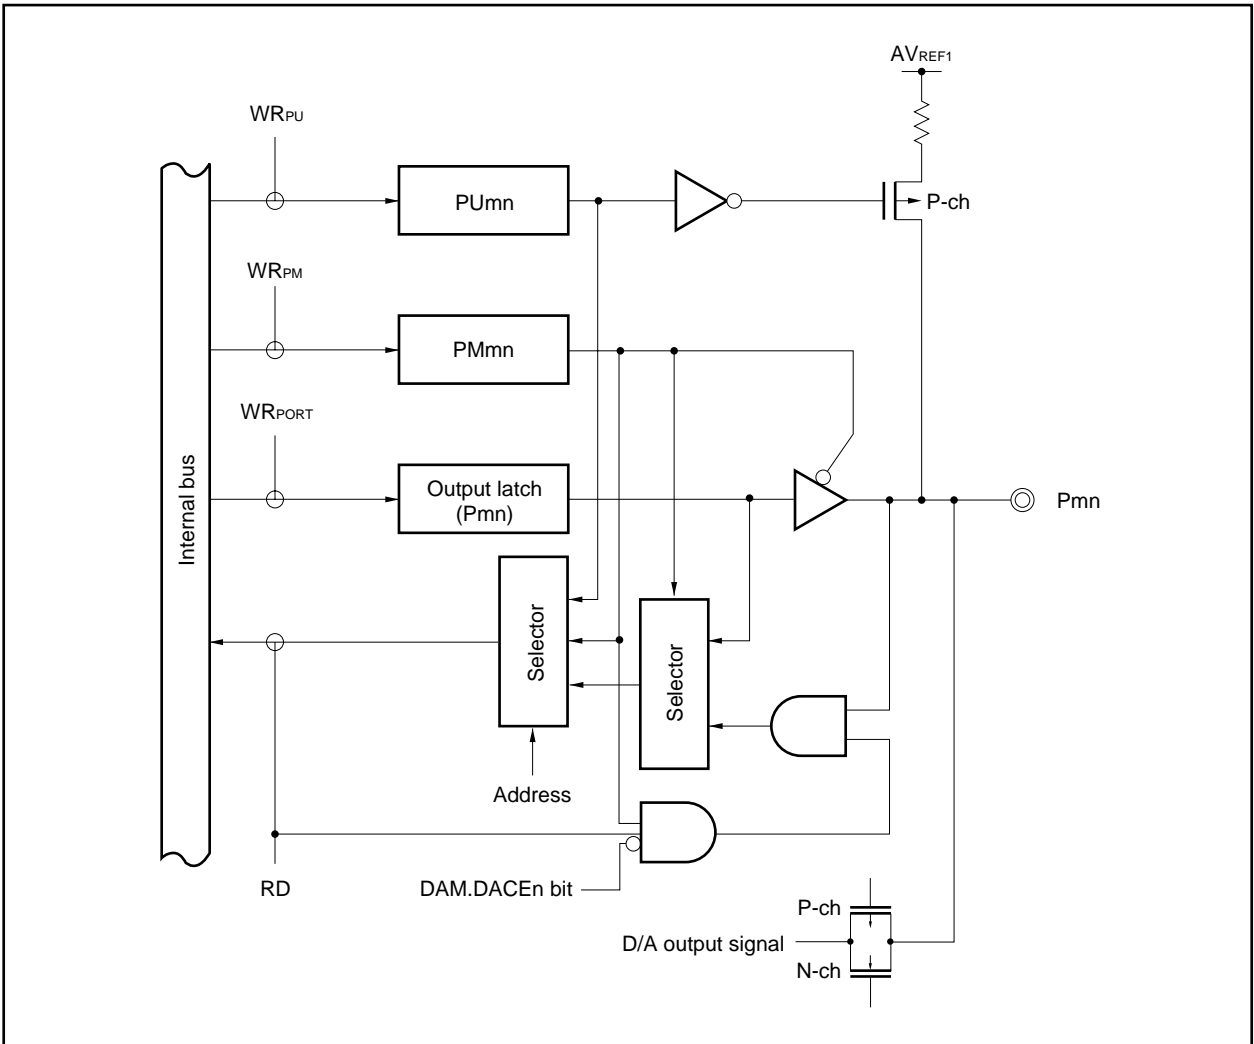 AVREF1
WRPU
PUmn
P-ch
WRPM
PMmn
WRPORT
Output latch
(Pmn)
Pmn
Internal bus
Selector
Selector
Address
RD
DAM.DACEn bit
P-ch
D/A output signal
N-ch